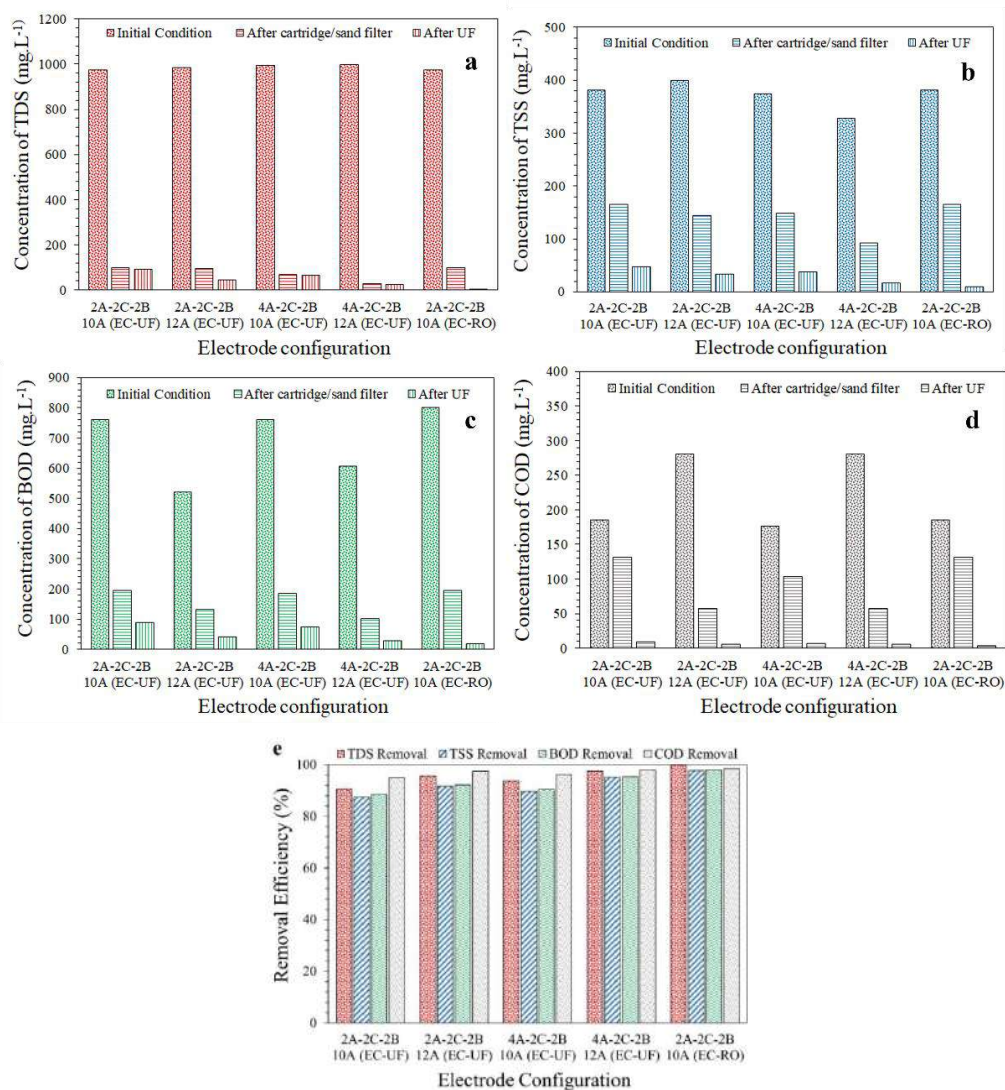 a
Initial Condition After cartridge/sand filter After UF
Concentration of TDS (mg.L-1)
1200
1000
800
600
400
200
0
2A-2C-2B 2A-2C-2B 4A-2C-2B 4A-2C-2B 2A-2C-2B
10A (EC-UF) 12A (EC-UF) 10A (EC-UF) 12A (EC-UF) 10A (EC-RO)
Electrode configuration
b
Initial Condition After cartridge/sand filter After UF
Concentration of TSS (mg.L-1)
500
400
300
200
100
0
2A-2C-2B 2A-2C-2B 4A-2C-2B 4A-2C-2B 2A-2C-2B
10A (EC-UF) 12A (EC-UF) 10A (EC-UF) 12A (EC-UF) 10A (EC-RO)
Electrode configuration
c
Initial Condition After cartridge/sand filter After UF
Concentration of BOD (mg.L-1)
900
800
700
600
500
400
300
200
100
0
2A-2C-2B 2A-2C-2B 4A-2C-2B 4A-2C-2B 2A-2C-2B
10A (EC-UF) 12A (EC-UF) 10A (EC-UF) 12A (EC-UF) 10A (EC-RO)
Electrode configuration
d
Initial Condition After cartridge/sand filter After UF
Concentration of COD (mg.L-1)
400
350
300
250
200
150
100
50
0
2A-2C-2B 2A-2C-2B 4A-2C-2B 4A-2C-2B 2A-2C-2B
10A (EC-UF) 12A (EC-UF) 10A (EC-UF) 12A (EC-UF) 10A (EC-RO)
Electrode configuration
e
TDS Removal TSS Removal BOD Removal COD Removal
Removal Efficiency (%)
100
80
60
40
20
0
2A-2C-2B 2A-2C-2B 4A-2C-2B 4A-2C-2B 2A-2C-2B
10A (EC-UF) 12A (EC-UF) 10A (EC-UF) 12A (EC-UF) 10A (EC-RO)
Electrode Configuration